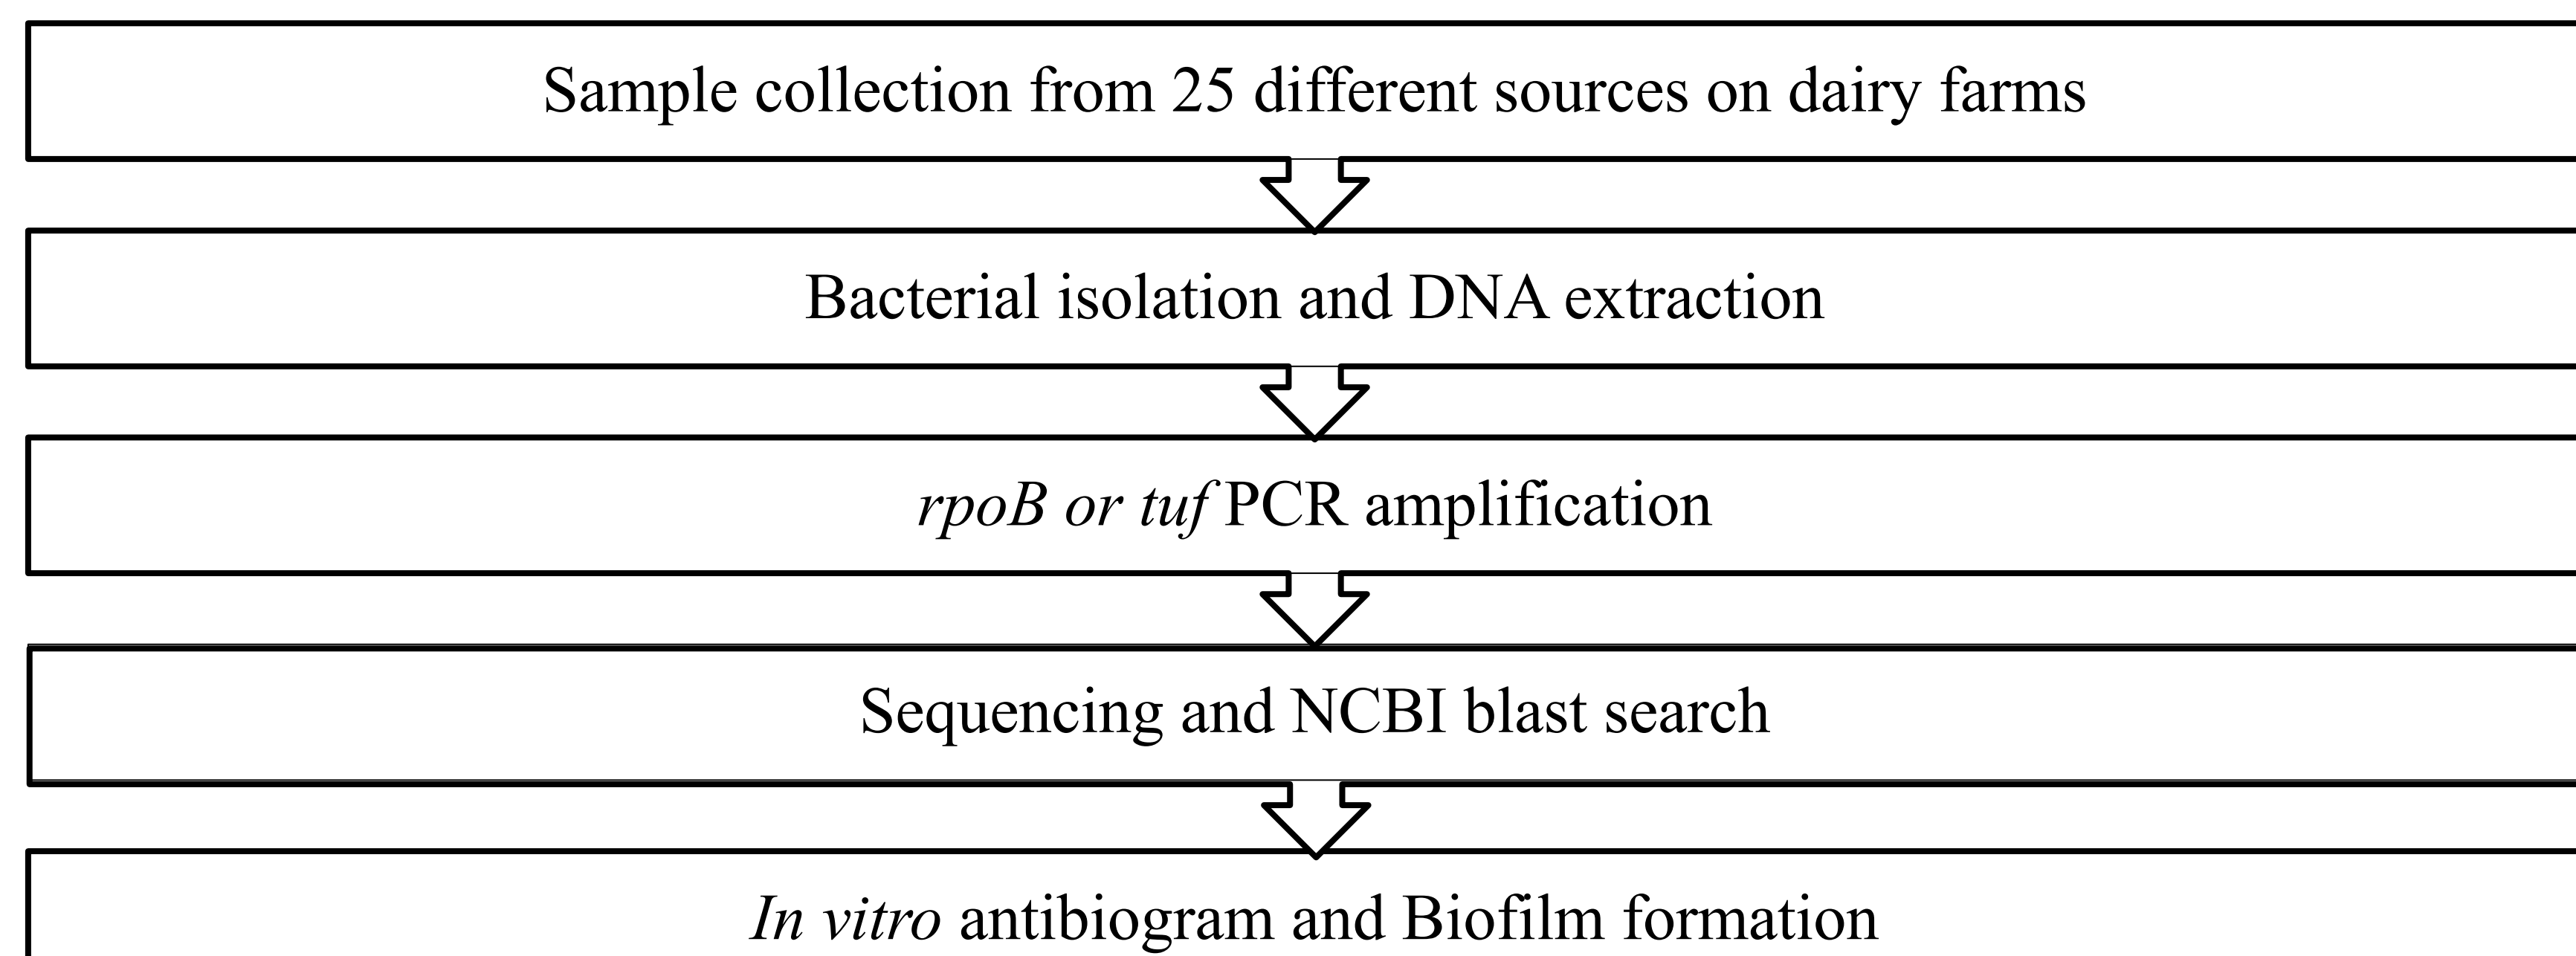 Sample collection from 25 different sources on dairy farms
Bacterial isolation and DNA extraction
rpoB or tuf PCR amplification
Sequencing and NCBI blast search
In vitro antibiogram and Biofilm formation